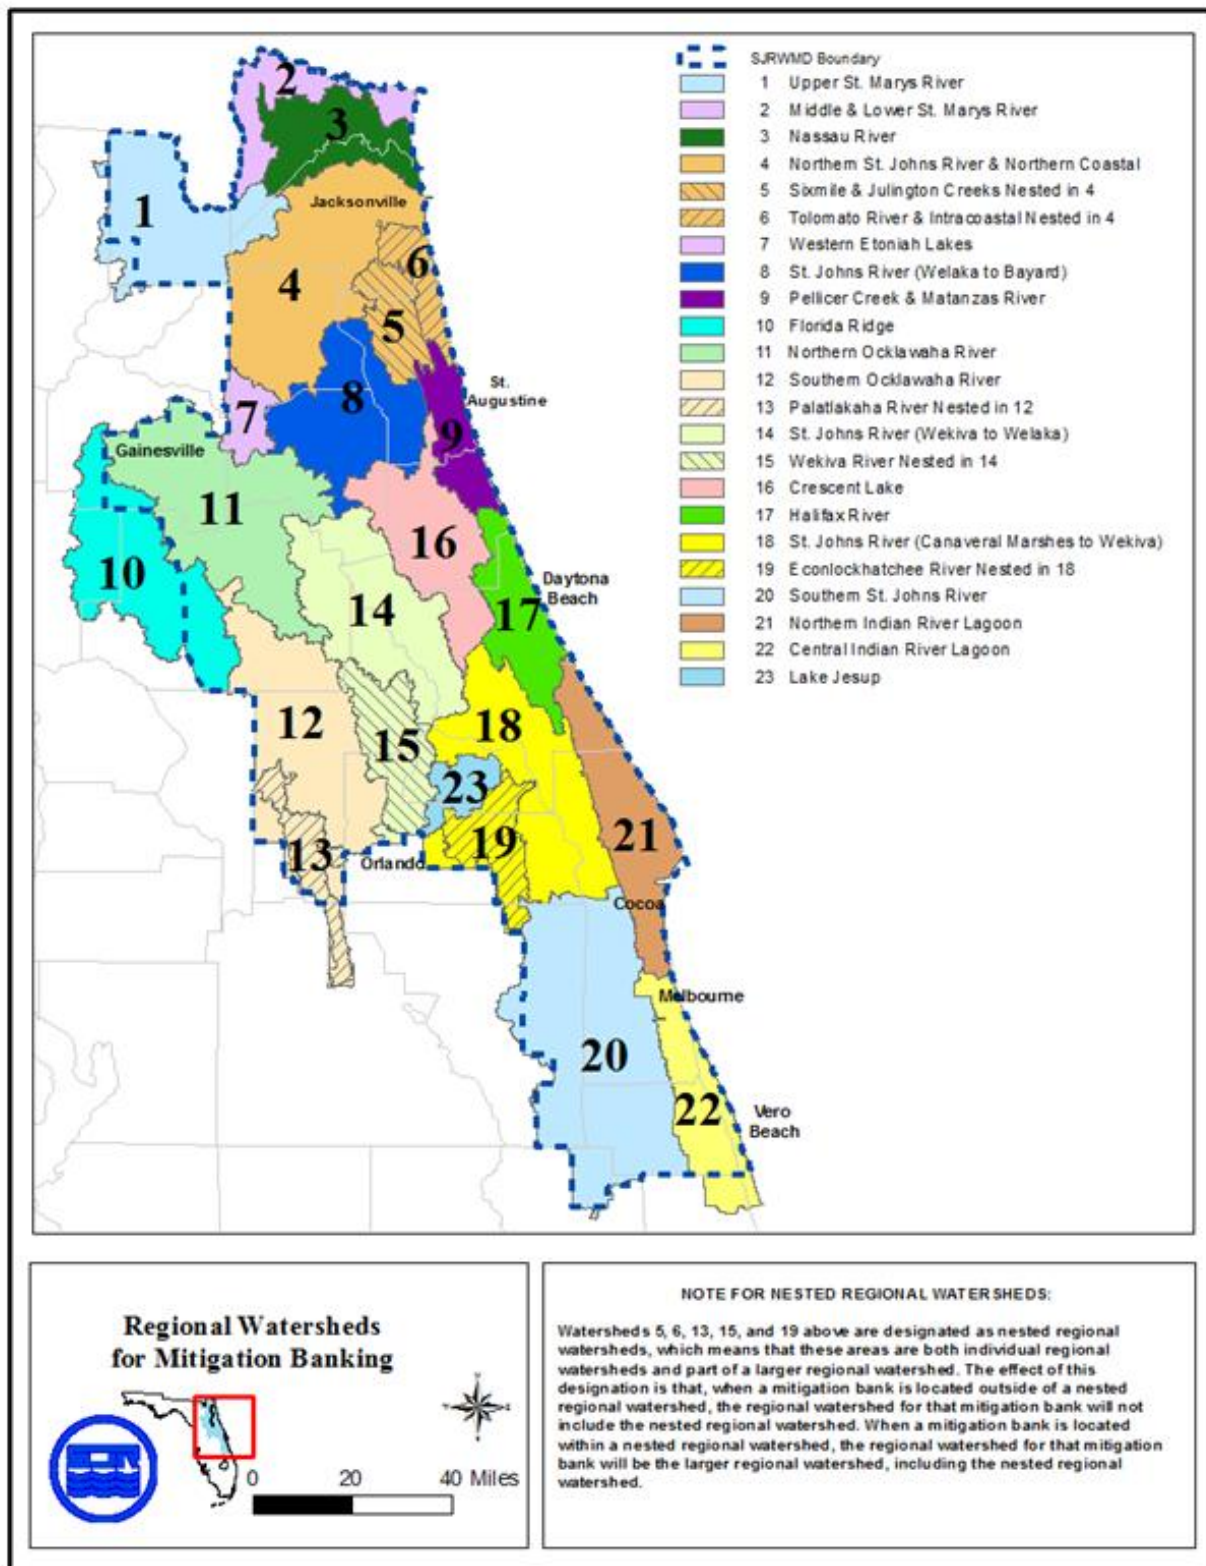 SJRWMD Boundary
1 Upper St. Marys River
2 Middle & Lower St. Marys River
3 Nassau River
4 Northern St. Johns River & Northern Coastal
5 Sixmile & Julington Creeks Nested in 4
6 Tolomato River & Intracoastal Nested in 4
7 Western Etoniah Lakes
8 St. Johns River (Welaka to Bayard)
9 Pellicer Creek & Matanzas River
10 Florida Ridge
11 Northern Ocklawaha River
12 Southern Ocklawaha River
13 Palatlakaha River Nested in 12
14 St. Johns River (Wekiva to Welaka)
15 Wekiva River Nested in 14
16 Crescent Lake
17 Halifax River
18 St. Johns River (Canaveral Marshes to Wekiva)
19 Econlockhatchee River Nested in 18
20 Southern St. Johns River
21 Northern Indian River Lagoon
22 Central Indian River Lagoon
23 Lake Jesup
2
3
1
Jacksonville
6
4
5
St.
Augustine
8
7
9
Gainesville
11
16
10
Daytona
Beach
14
17
12
18
15
23
21
19
13
Orlando
Cocoa
Melbourne
20
22
Vero
Beach
Regional Watersheds
for Mitigation Banking
0 20 40 Miles
NOTE FOR NESTED REGIONAL WATERSHEDS:
Watersheds 5, 6, 13, 15, and 19 above are designated as nested regional
watersheds, which means that these areas are both individual regional
watersheds and part of a larger regional watershed. The effect of this
designation is that, when a mitigation bank is located outside of a nested
regional watershed, the regional watershed for that mitigation bank will not
include the nested regional watershed. When a mitigation bank is located
within a nested regional watershed, the regional watershed for that mitigation
bank will be the larger regional watershed, including the nested regional
watershed.